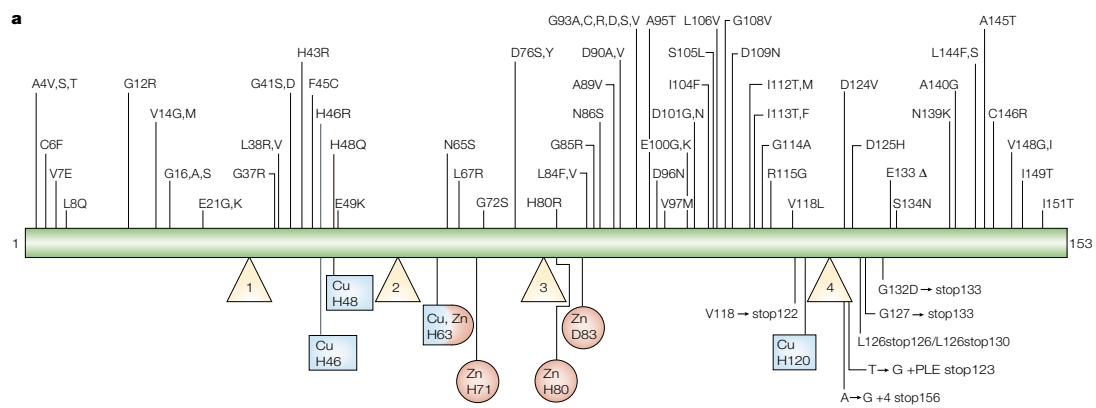 a
G93A,C,R,D,S,V A95T L106V G108V A145T
H43R D76S,Y D90A,V S105L D109N L144F,S
A4V,S,T G12R G41S,D F45C A89V I104F I112T,M D124V A140G
V14G,M H46R N86S D101G,N I113T,F N139K C146R
C6F L38R,V H48Q N65S G85R E100G,K G114A D125H V148G,I
V7E G16,A,S G37R L67R L84F,V D96N R115G E133 Δ I149T
L8Q E21G,K E49K G72S H80R V97M V118L S134N I151T
1 153
1 2 3 4
Cu
H48
Cu, Zn
H63
Zn
D83
Cu
H46
Zn
H71
Zn
H80
Cu
H120
G132D → stop133
V118 → stop122
G127 → stop133
L126stop126/L126stop130
T → G +PLE stop123
A → G +4 stop156